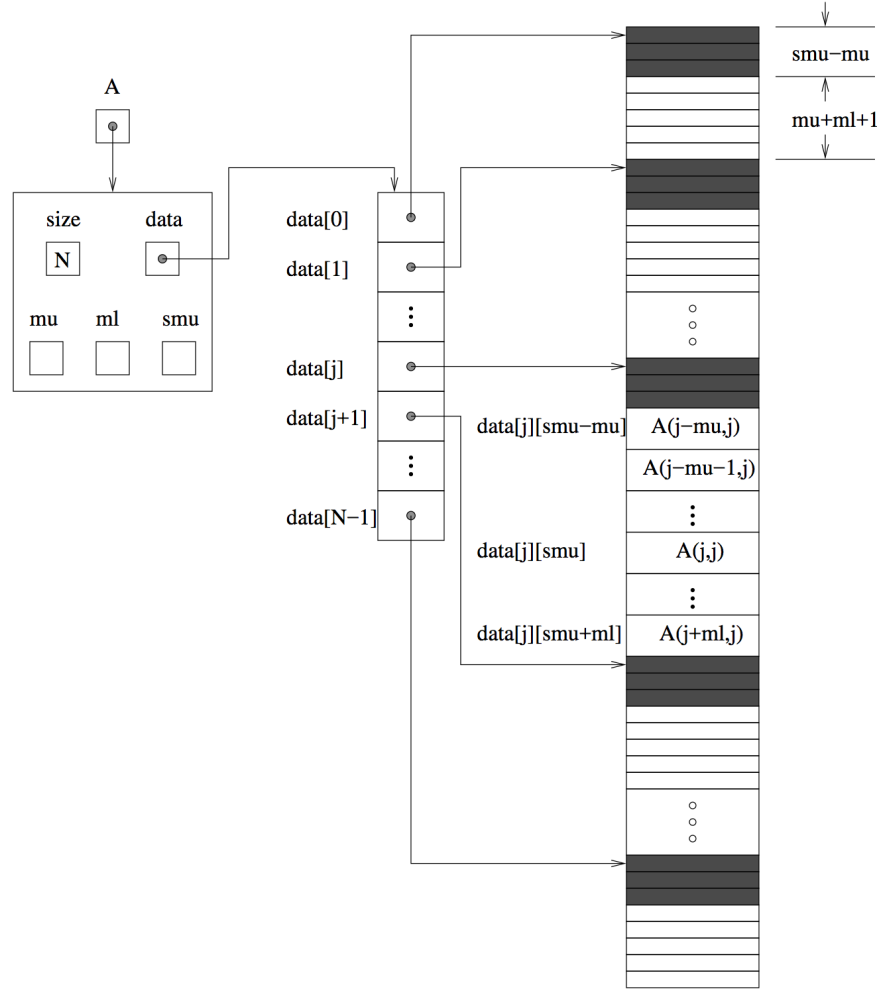 A
size data
N
mu ml smu
data[0]
data[1]
data[j]
data[j+1]
data[N−1]
smu−mu
mu+ml+1
data[j][smu−mu] A(j−mu,j)
A(j−mu−1,j)
data[j][smu] A(j,j)
data[j][smu+ml] A(j+ml,j)